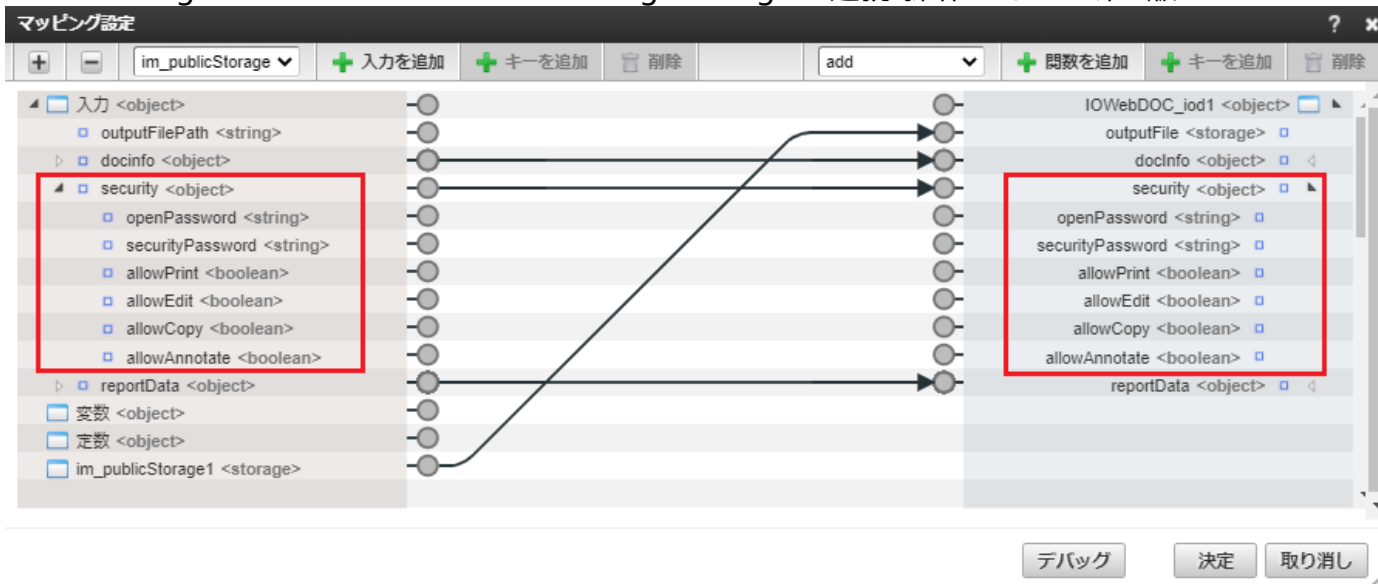 マッピング設定 ?
im_publicStorage 入力を追加 キーを追加 削除 add 関数を追加 キーを追加 削除
入力 <object> IOWebDOC_iod1 <object>
outputFilePath <string> outputFile <storage>
docinfo <object> docInfo <object>
security <object> security <object>
openPassword <string> openPassword <string>
securityPassword <string> securityPassword <string>
allowPrint <boolean> allowPrint <boolean>
allowEdit <boolean> allowEdit <boolean>
allowCopy <boolean> allowCopy <boolean>
allowAnnotate <boolean> allowAnnotate <boolean>
reportData <object> reportData <object>
変数 <object>
定数 <object>
im_publicStorage1 <storage>
デバッグ 決定 取り消し